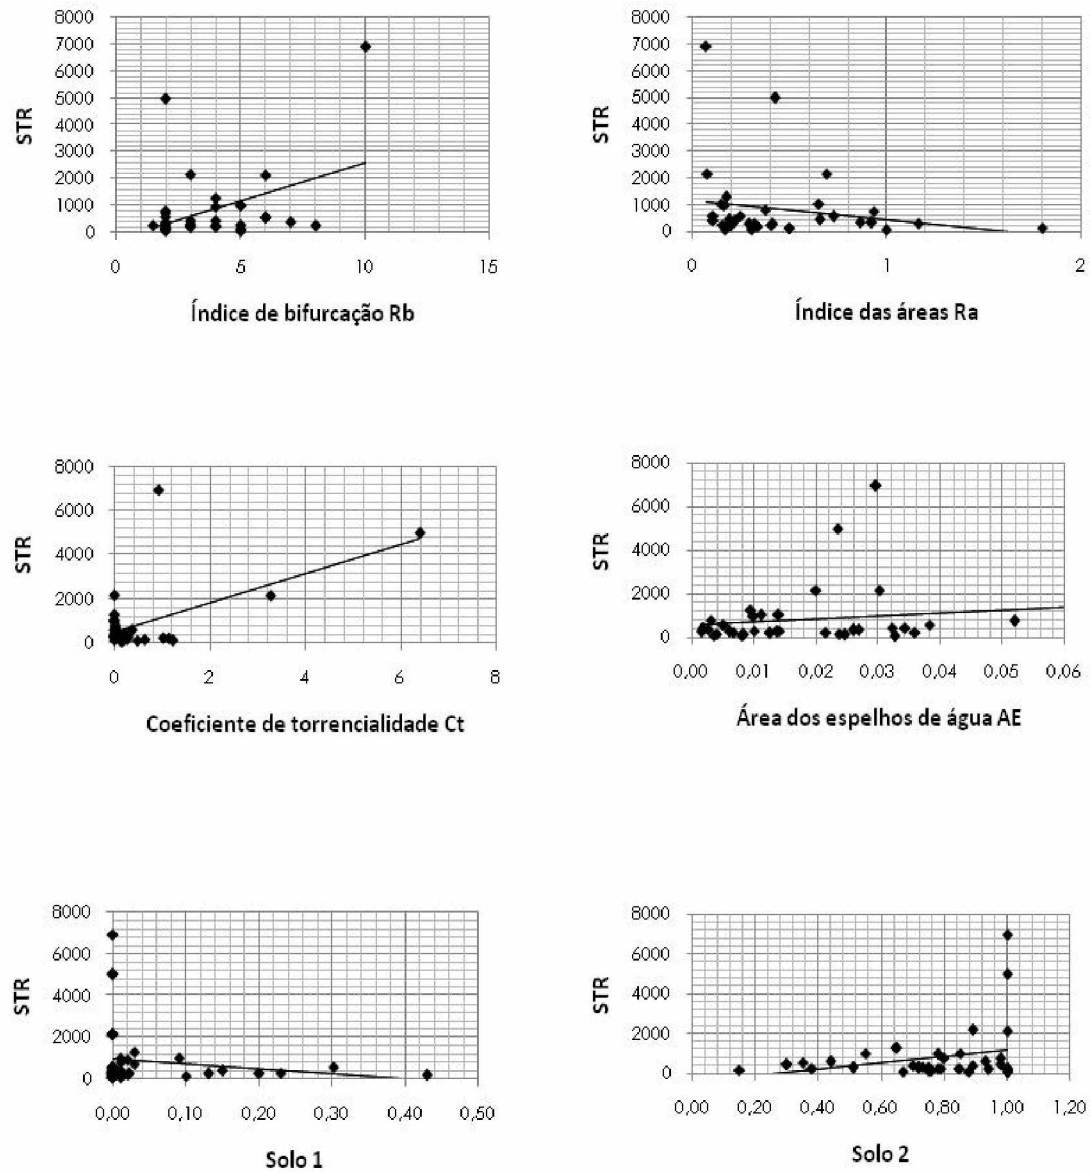 8000
7000
6000
5000
4000
3000
2000
1000
0
STR
0 5 10 15
Índice de bifurcação Rb
8000
7000
6000
5000
4000
3000
2000
1000
0
STR
0 1 2
Índice das áreas Ra
8000
6000
4000
2000
0
STR
0 2 4 6 8
Coeficiente de torrencialidade Ct
8000
6000
4000
2000
0
STR
0,00 0,01 0,02 0,03 0,04 0,05 0,06
Área dos espelhos de água AE
8000
6000
4000
2000
0
STR
0,00 0,10 0,20 0,30 0,40 0,50
Solo 1
8000
6000
4000
2000
0
STR
0,00 0,20 0,40 0,60 0,80 1,00 1,20
Solo 2